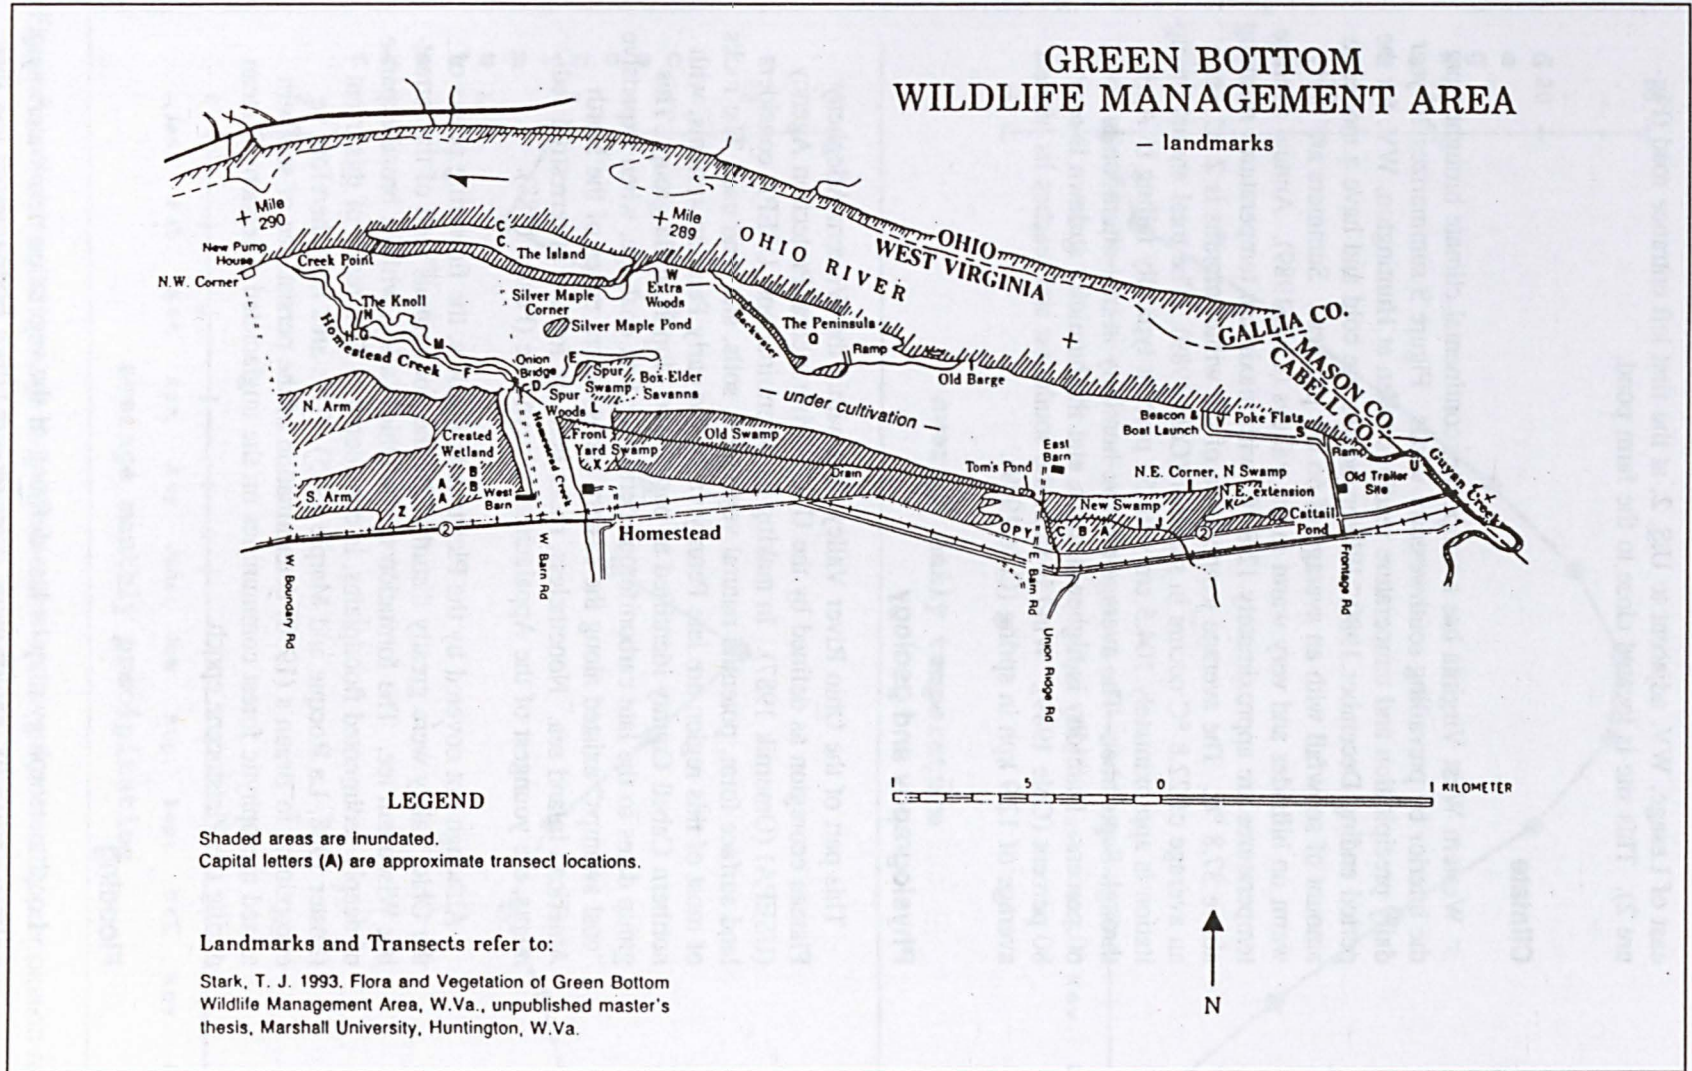 GREEN BOTTOM
WILDLIFE MANAGEMENT AREA
— landmarks
Mile
290
Mile
289
OHIO RIVER
OHIO
WEST VIRGINIA
GALLIA CO.
MASON CO.
CABELL CO.
New Pump
House
Creek Point
N.W. Corner
C
C
The Island
W
Extra
Woods
Silver Maple
Corner
Silver Maple Pond
The Knoll
N
H.G
Homestead Creek
M
F
Backwater
The Peninsula
Q
Ramp
Old Barge
Onion
Bridge
E
D
Spur
Swamp
Box Elder
Savanna
Spur
Woods
L
— under cultivation —
N. Arm
Created
Wetland
S. Arm
Z
A
A
B
B
West
Barn
Homestead Creek
Front
Yard Swamp
X
Old Swamp
Drain
Homestead
2
Tom's Pond
East
Barn
O P Y
Beacon &
Boat Launch
V
Poke Flats
S
Ramp
U
Guyan Creek
N.E. Corner, N Swamp
N.E. extension
K
Old Trailer
Site
New Swamp
C B A
I J
2
Cattail
Pond
W Boundary Rd
W Barn Rd
E Barn Rd
Union Ridge Rd
Frontage Rd
1 5 0 1 KILOMETER
LEGEND
Shaded areas are inundated.
Capital letters (A) are approximate transect locations.
Landmarks and Transects refer to:
Stark, T. J. 1993. Flora and Vegetation of Green Bottom
Wildlife Management Area, W.Va., unpublished master's
thesis, Marshall University, Huntington, W.Va.
N